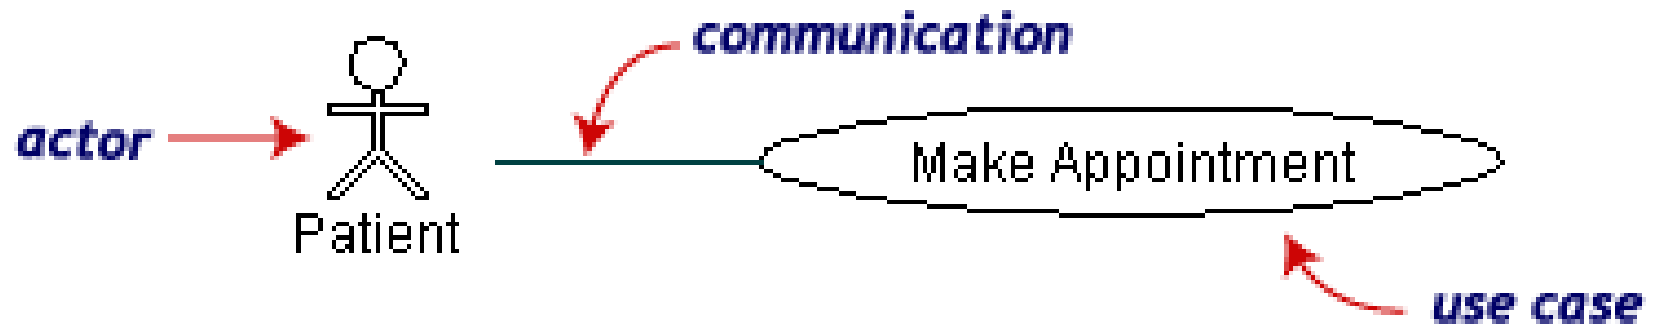 communication
actor
Make Appointment
Patient
use case